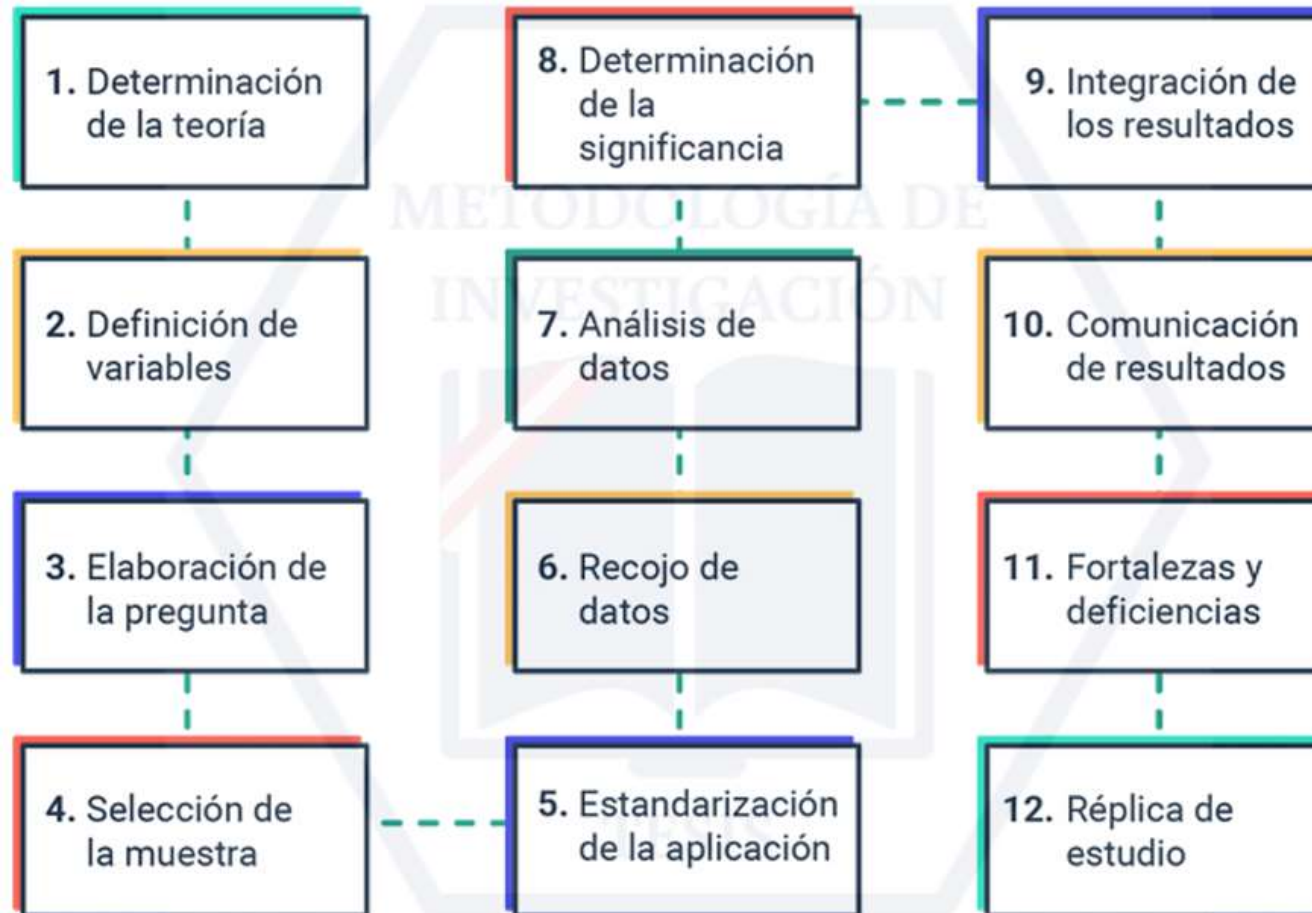 1. Determinación
de la teoría
2. Definición de
variables
3. Elaboración de
la pregunta
4. Selección de
la muestra
5. Estandarización
de la aplicación
6. Recojo de
datos
7. Análisis de
datos
8. Determinación
de la
significancia
9. Integración de
los resultados
10. Comunicación
de resultados
11. Fortalezas y
deficiencias
12. Réplica de
estudio
METODOLOGÍA DE
INVESTIGACIÓN
TESIS